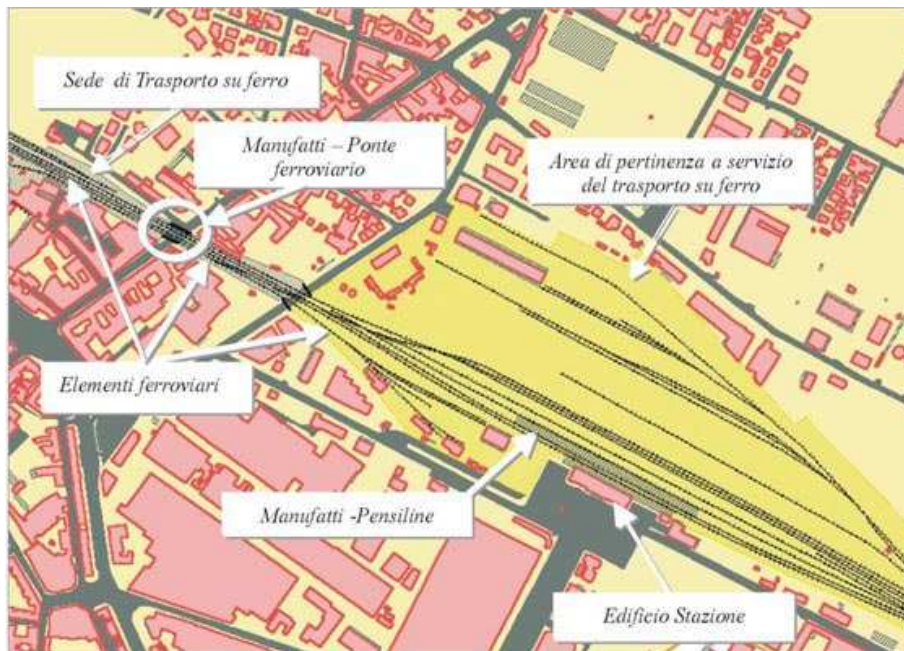 Sede di Trasporto su ferro
Manufatti – Ponte
ferroviario
Area di pertinenza a servizio
del trasporto su ferro
Elementi ferroviari
Manufatti -Pensiline
Edificio Stazione